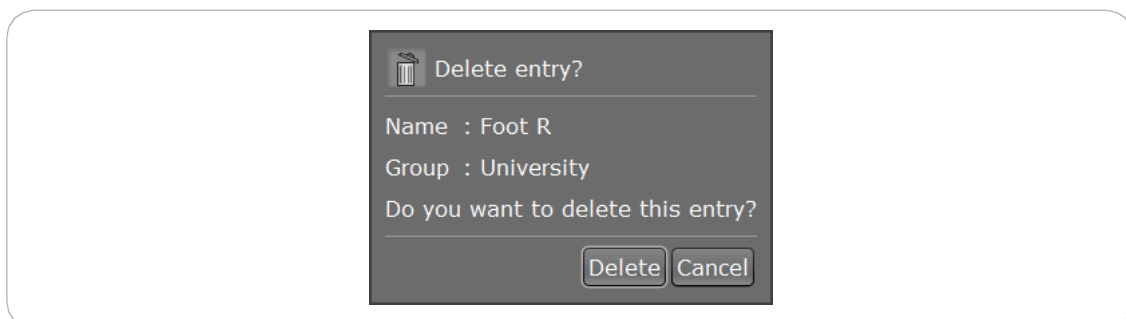 Delete entry?
Name : Foot R
Group : University
Do you want to delete this entry?
Delete Cancel